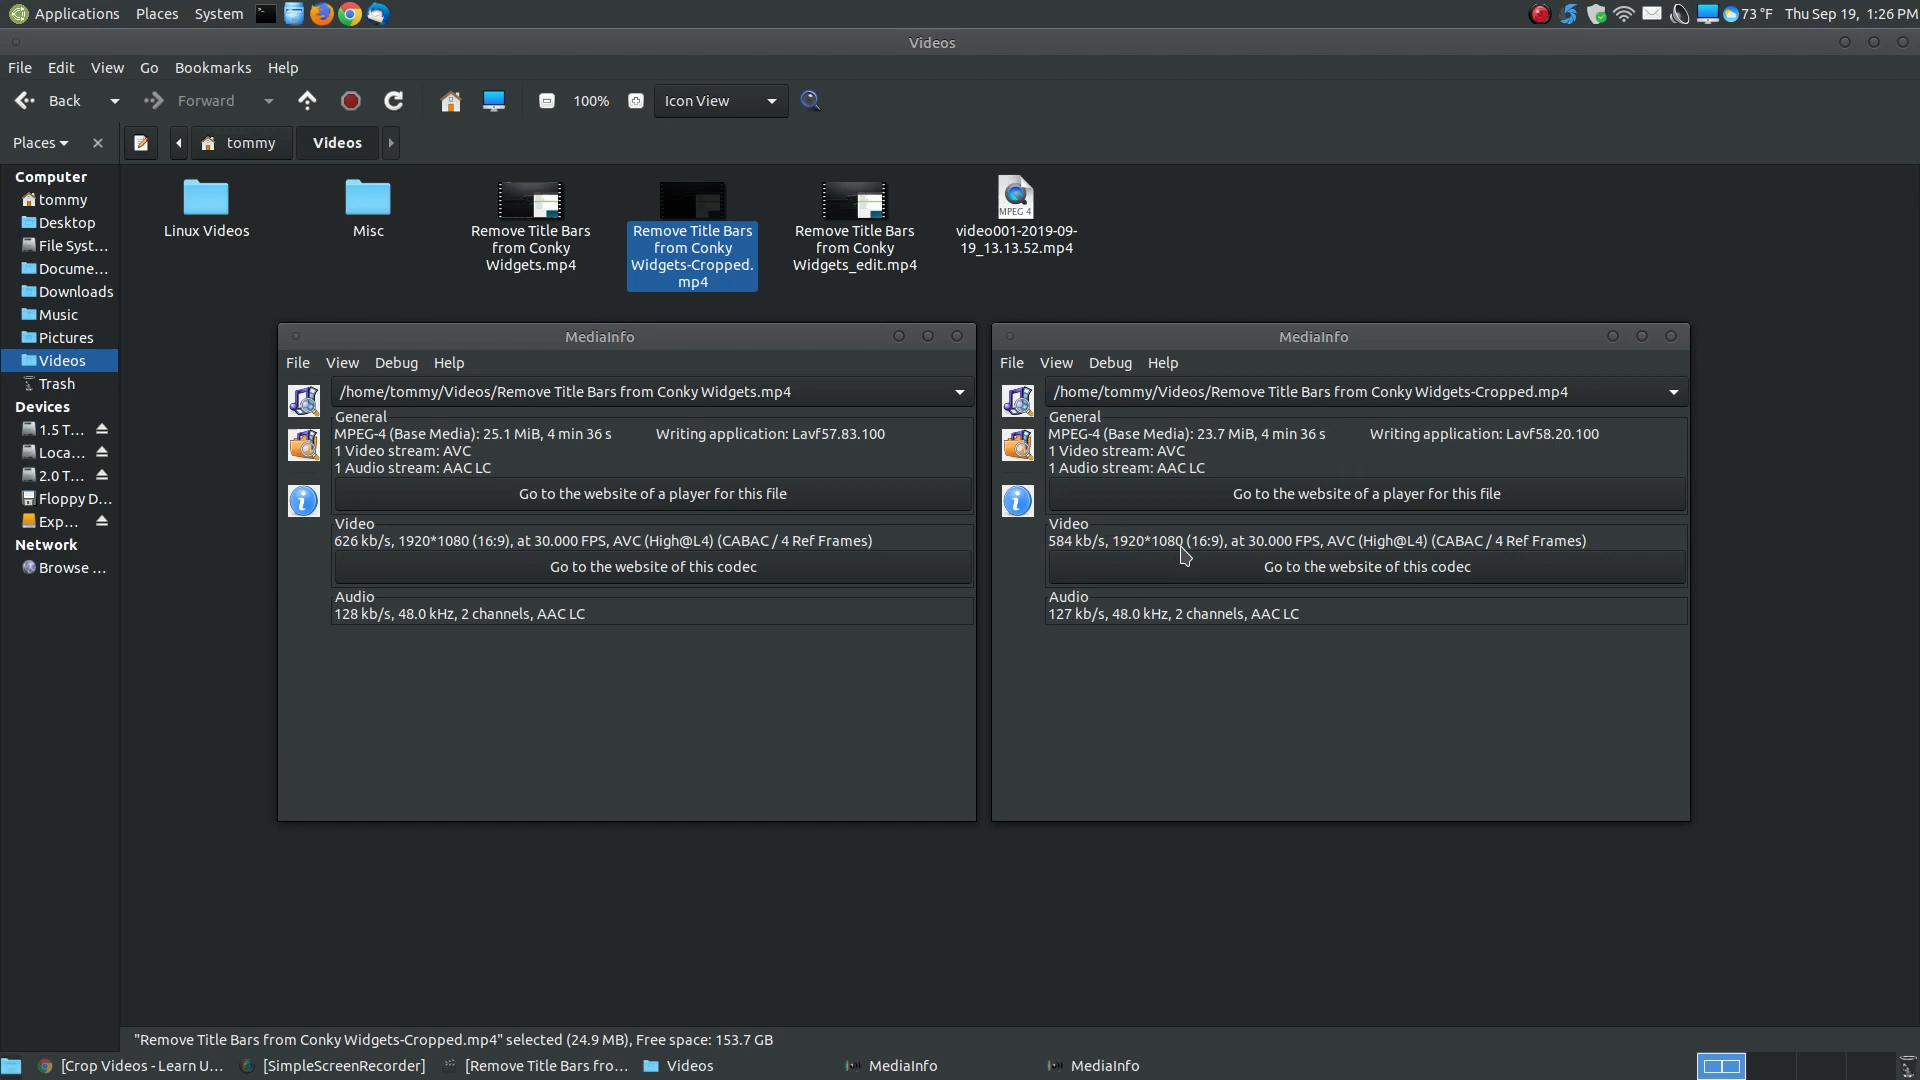 Applications Places System 73 °F Thu Sep 19, 1:26 PM
Videos
File Edit View Go Bookmarks Help
Back Forward 100% Icon View
Places tommy Videos
Computer
tommy
Desktop
File Syst...
Docume...
Downloads
Music
Pictures
Videos
Trash
Devices
1.5 T...
Loca...
2.0 T...
Floppy D...
Exp...
Network
Browse ...
Linux Videos
Misc
Remove Title Bars
from Conky
Widgets.mp4
Remove Title Bars
from Conky
Widgets-Cropped.
mp4
Remove Title Bars
from Conky
Widgets_edit.mp4
MPEG 4
video001-2019-09-
19_13.13.52.mp4
MediaInfo
File View Debug Help
/home/tommy/Videos/Remove Title Bars from Conky Widgets.mp4
General
MPEG-4 (Base Media): 25.1 MiB, 4 min 36 s Writing application: Lavf57.83.100
1 Video stream: AVC
1 Audio stream: AAC LC
Go to the website of a player for this file
Video
626 kb/s, 1920*1080 (16:9), at 30.000 FPS, AVC (High@L4) (CABAC / 4 Ref Frames)
Go to the website of this codec
Audio
128 kb/s, 48.0 kHz, 2 channels, AAC LC
MediaInfo
File View Debug Help
/home/tommy/Videos/Remove Title Bars from Conky Widgets-Cropped.mp4
General
MPEG-4 (Base Media): 23.7 MiB, 4 min 36 s Writing application: Lavf58.20.100
1 Video stream: AVC
1 Audio stream: AAC LC
Go to the website of a player for this file
Video
584 kb/s, 1920*1080 (16:9), at 30.000 FPS, AVC (High@L4) (CABAC / 4 Ref Frames)
Go to the website of this codec
Audio
127 kb/s, 48.0 kHz, 2 channels, AAC LC
"Remove Title Bars from Conky Widgets-Cropped.mp4" selected (24.9 MB), Free space: 153.7 GB
[Crop Videos - Learn U... [SimpleScreenRecorder] [Remove Title Bars fro... Videos MediaInfo MediaInfo